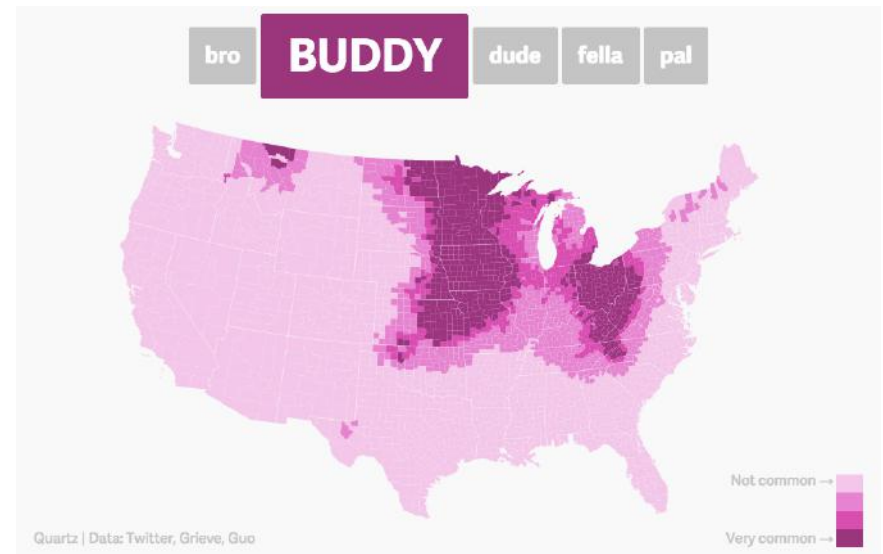 bro BUDDY dude fella pal
Not common →
Quartz | Data: Twitter, Grieve, Guo
Very common →